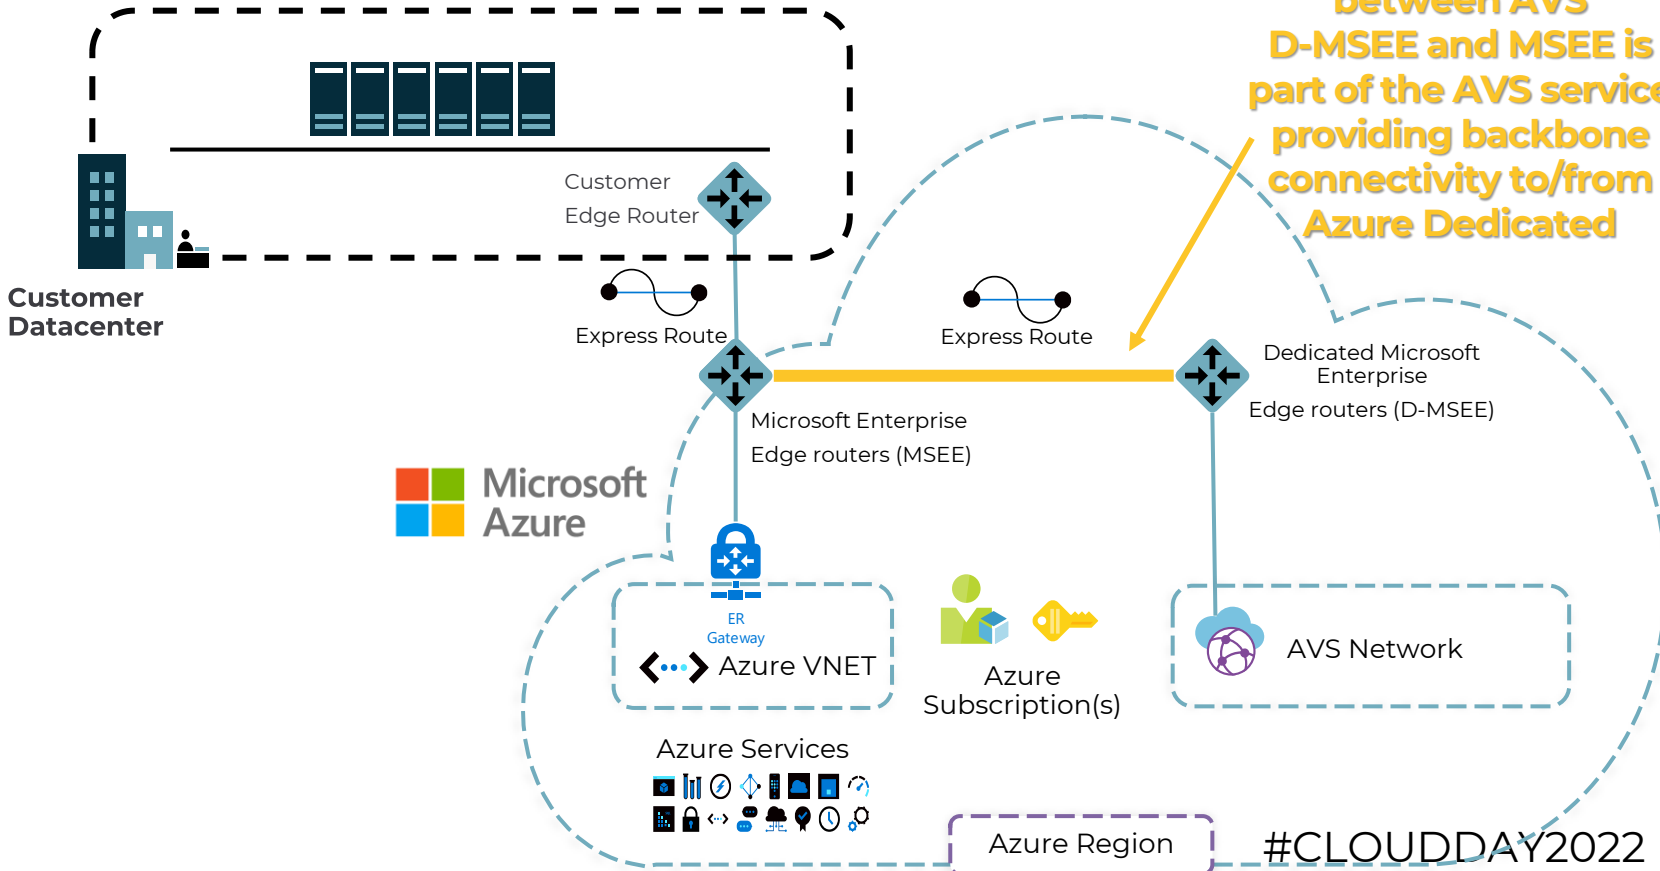 between AVS
D-MSEE and MSEE is
part of the AVS service
providing backbone
connectivity to/from
Azure Dedicated
Customer
Edge Router
Customer
Datacenter
Express Route
Express Route
Dedicated Microsoft
Enterprise
Edge routers (D-MSEE)
Microsoft Enterprise
Edge routers (MSEE)
Microsoft
Azure
ER
Gateway
Azure VNET
Azure
Subscription(s)
AVS Network
Azure Services
Azure Region
#CLOUDDAY2022